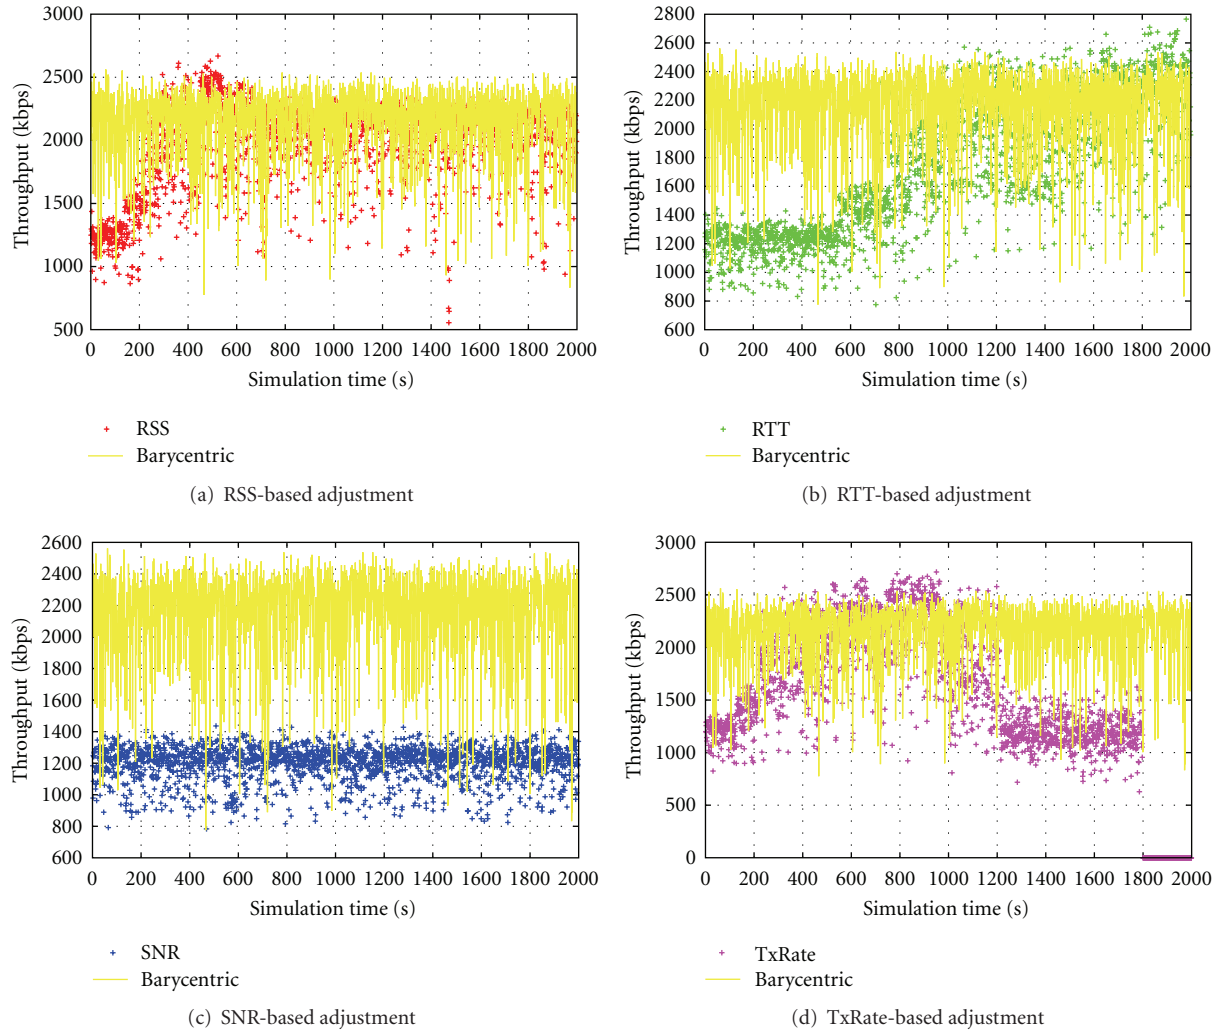 3000
2500
2000
1500
1000
500
Throughput (kbps)
0 200 400 600 800 1000 1200 1400 1600 1800 2000
Simulation time (s)
RSS
Barycentric
(a) RSS-based adjustment
2800
2600
2400
2200
2000
1800
1600
1400
1200
1000
800
600
Throughput (kbps)
0 200 400 600 800 1000 1200 1400 1600 1800 2000
Simulation time (s)
RTT
Barycentric
(b) RTT-based adjustment
2600
2400
2200
2000
1800
1600
1400
1200
1000
800
600
Throughput (kbps)
0 200 400 600 800 1000 1200 1400 1600 1800 2000
Simulation time (s)
SNR
Barycentric
(c) SNR-based adjustment
3000
2500
2000
1500
1000
500
0
Throughput (kbps)
0 200 400 600 800 1000 1200 1400 1600 1800 2000
Simulation time (s)
TxRate
Barycentric
(d) TxRate-based adjustment